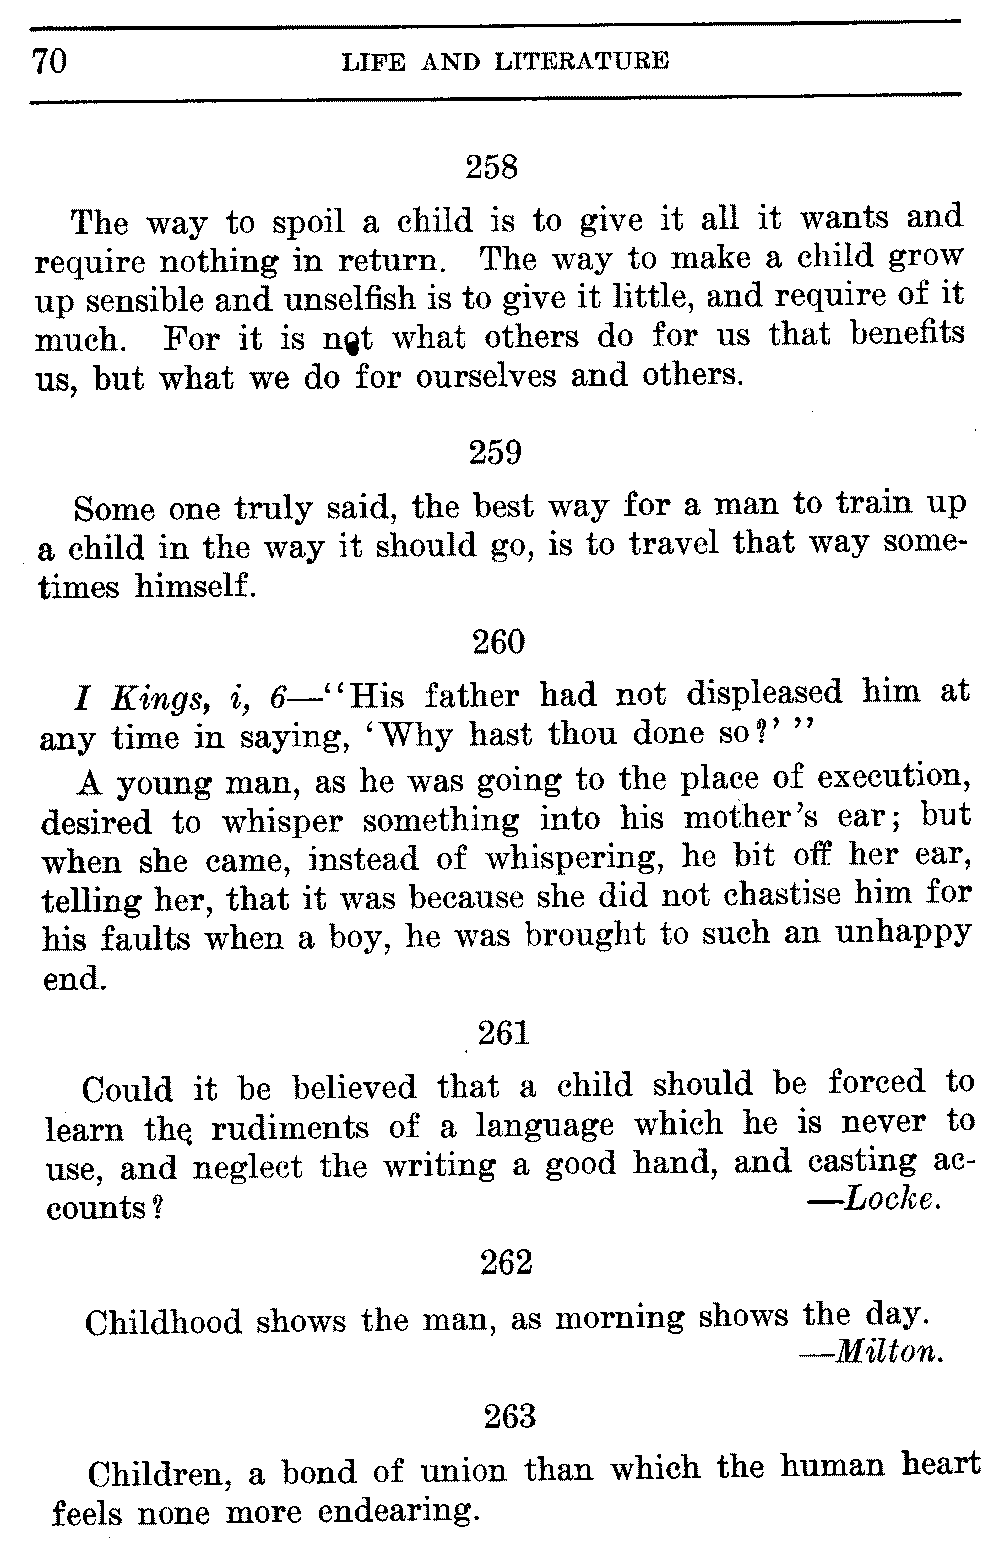 70 LIFE AND LITERATURE
258
The way to spoil a child is to give it all it wants and
require nothing in return. The way to make a child grow
up sensible and unselfish is to give it little, and require of it
much. For it is not what others do for us that benefits
us, but what we do for ourselves and others.
259
Some one truly said, the best way for a man to train up
a child in the way it should go, is to travel that way some-
times himself.
260
I Kings, i, 6—“His father had not displeased him at
any time in saying, ‘Why hast thou done so?’ ”
A young man, as he was going to the place of execution,
desired to whisper something into his mother’s ear; but
when she came, instead of whispering, he bit off her ear,
telling her, that it was because she did not chastise him for
his faults when a boy, he was brought to such an unhappy
end.
261
Could it be believed that a child should be forced to
learn the rudiments of a language which he is never to
use, and neglect the writing a good hand, and casting ac-
counts? —Locke.
262
Childhood shows the man, as morning shows the day.
—Milton.
263
Children, a bond of union than which the human heart
feels none more endearing.